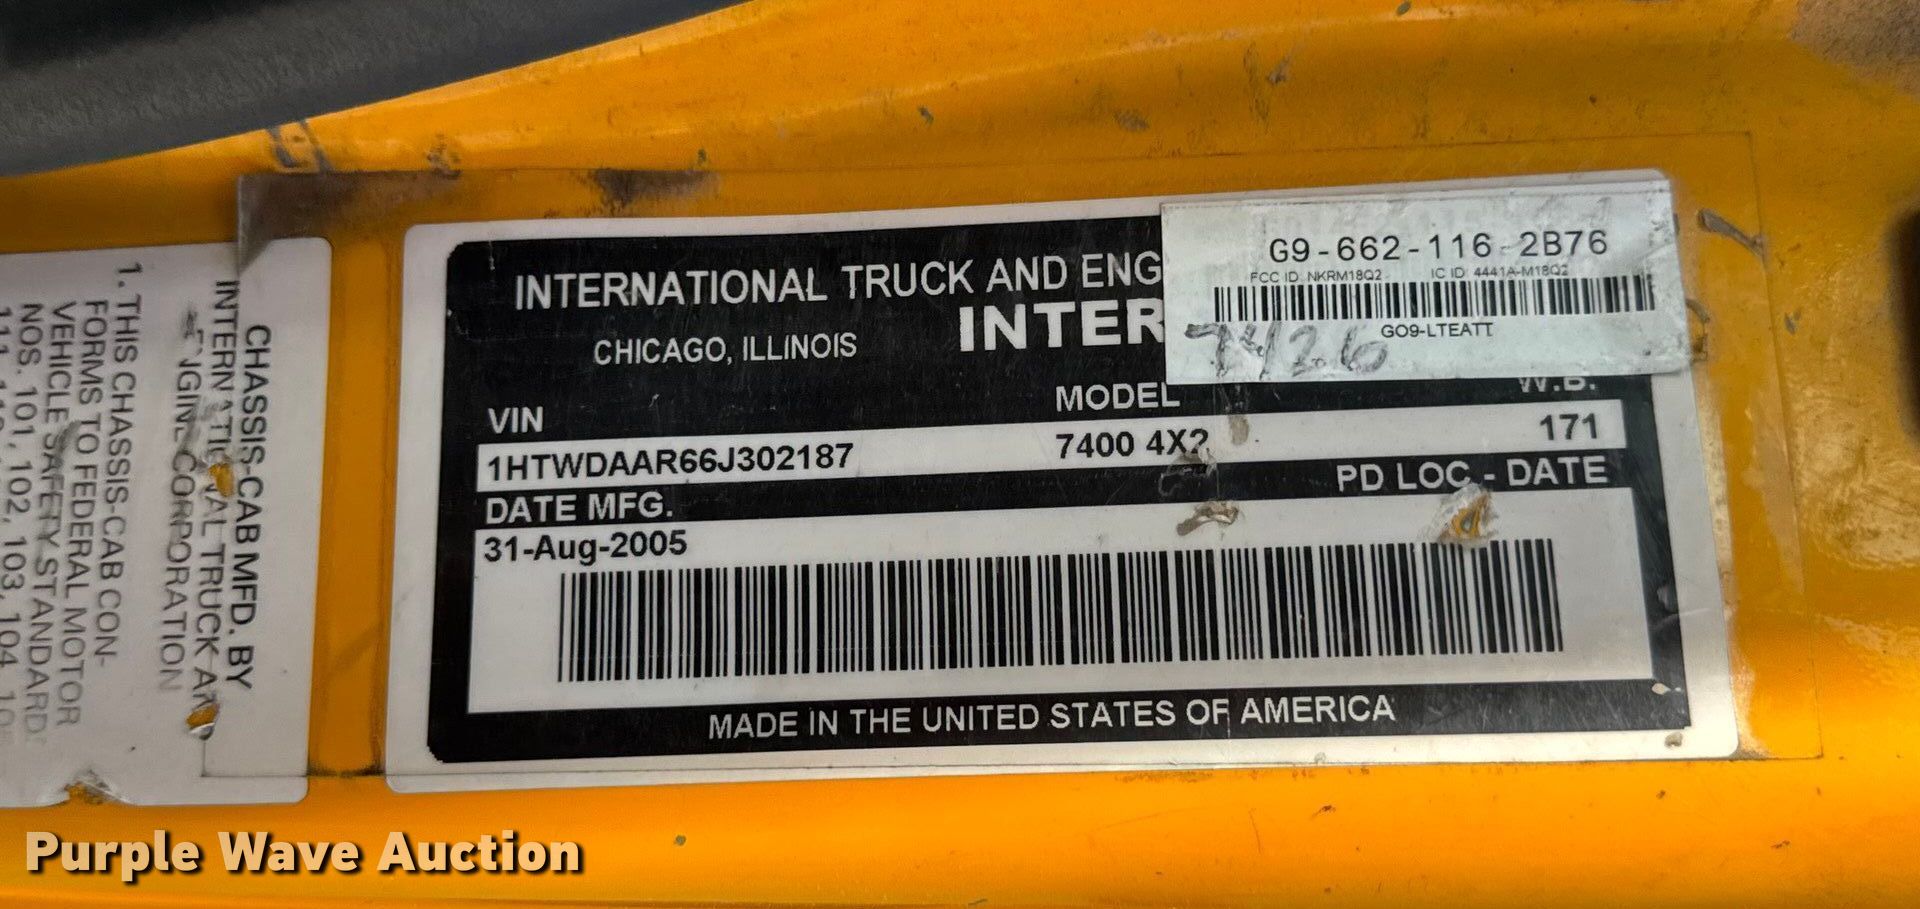 INTERNATIONAL TRUCK AND ENG
CHICAGO, ILLINOIS
INTER
G9-662-116-2B76
FCC ID: NKRM18Q2 IC ID: 4441A-M18Q2
GO9-LTEATT
7426
VIN MODEL W.B.
1HTWDAAR66J302187 7400 4X2 171
DATE MFG. PD LOC - DATE
31-Aug-2005
MADE IN THE UNITED STATES OF AMERICA
CHASSIS-CAB MFD. BY
INTERNATIONAL TRUCK AND
ENGINE CORPORATION
1. THIS CHASSIS-CAB CON-
FORMS TO FEDERAL MOTOR
VEHICLE SAFETY STANDARD
NOS. 101, 102, 103, 104
Purple Wave Auction